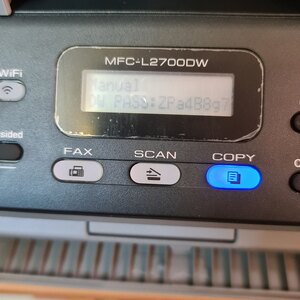 MFC-L2700DW
WiFi
Manual
sided
FAX
SCAN
COPY